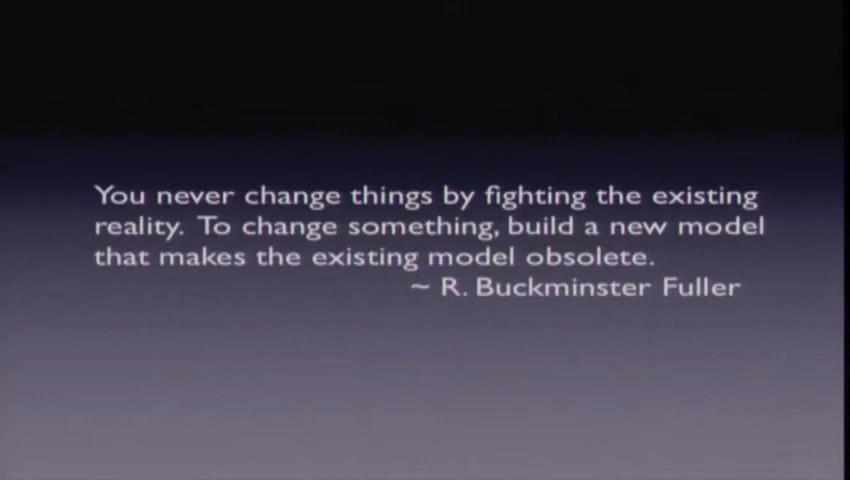 You never change things by fighting the existing
reality. To change something, build a new model
that makes the existing model obsolete.
~ R. Buckminster Fuller